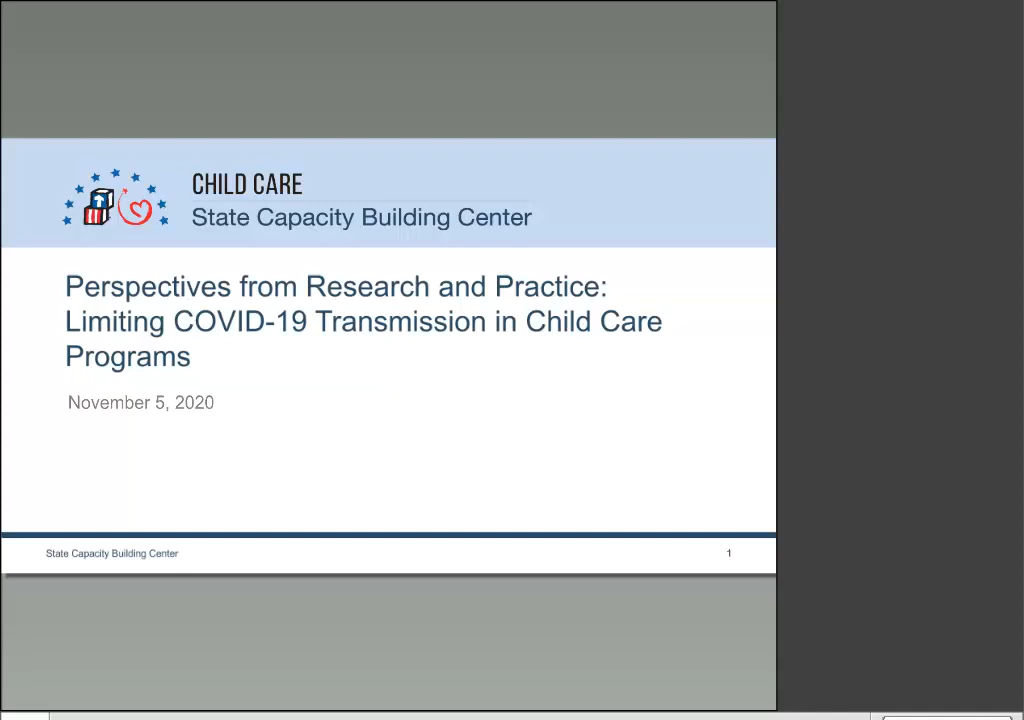 CHILD CARE
State Capacity Building Center
Perspectives from Research and Practice:
Limiting COVID-19 Transmission in Child Care
Programs
November 5, 2020
State Capacity Building Center
1